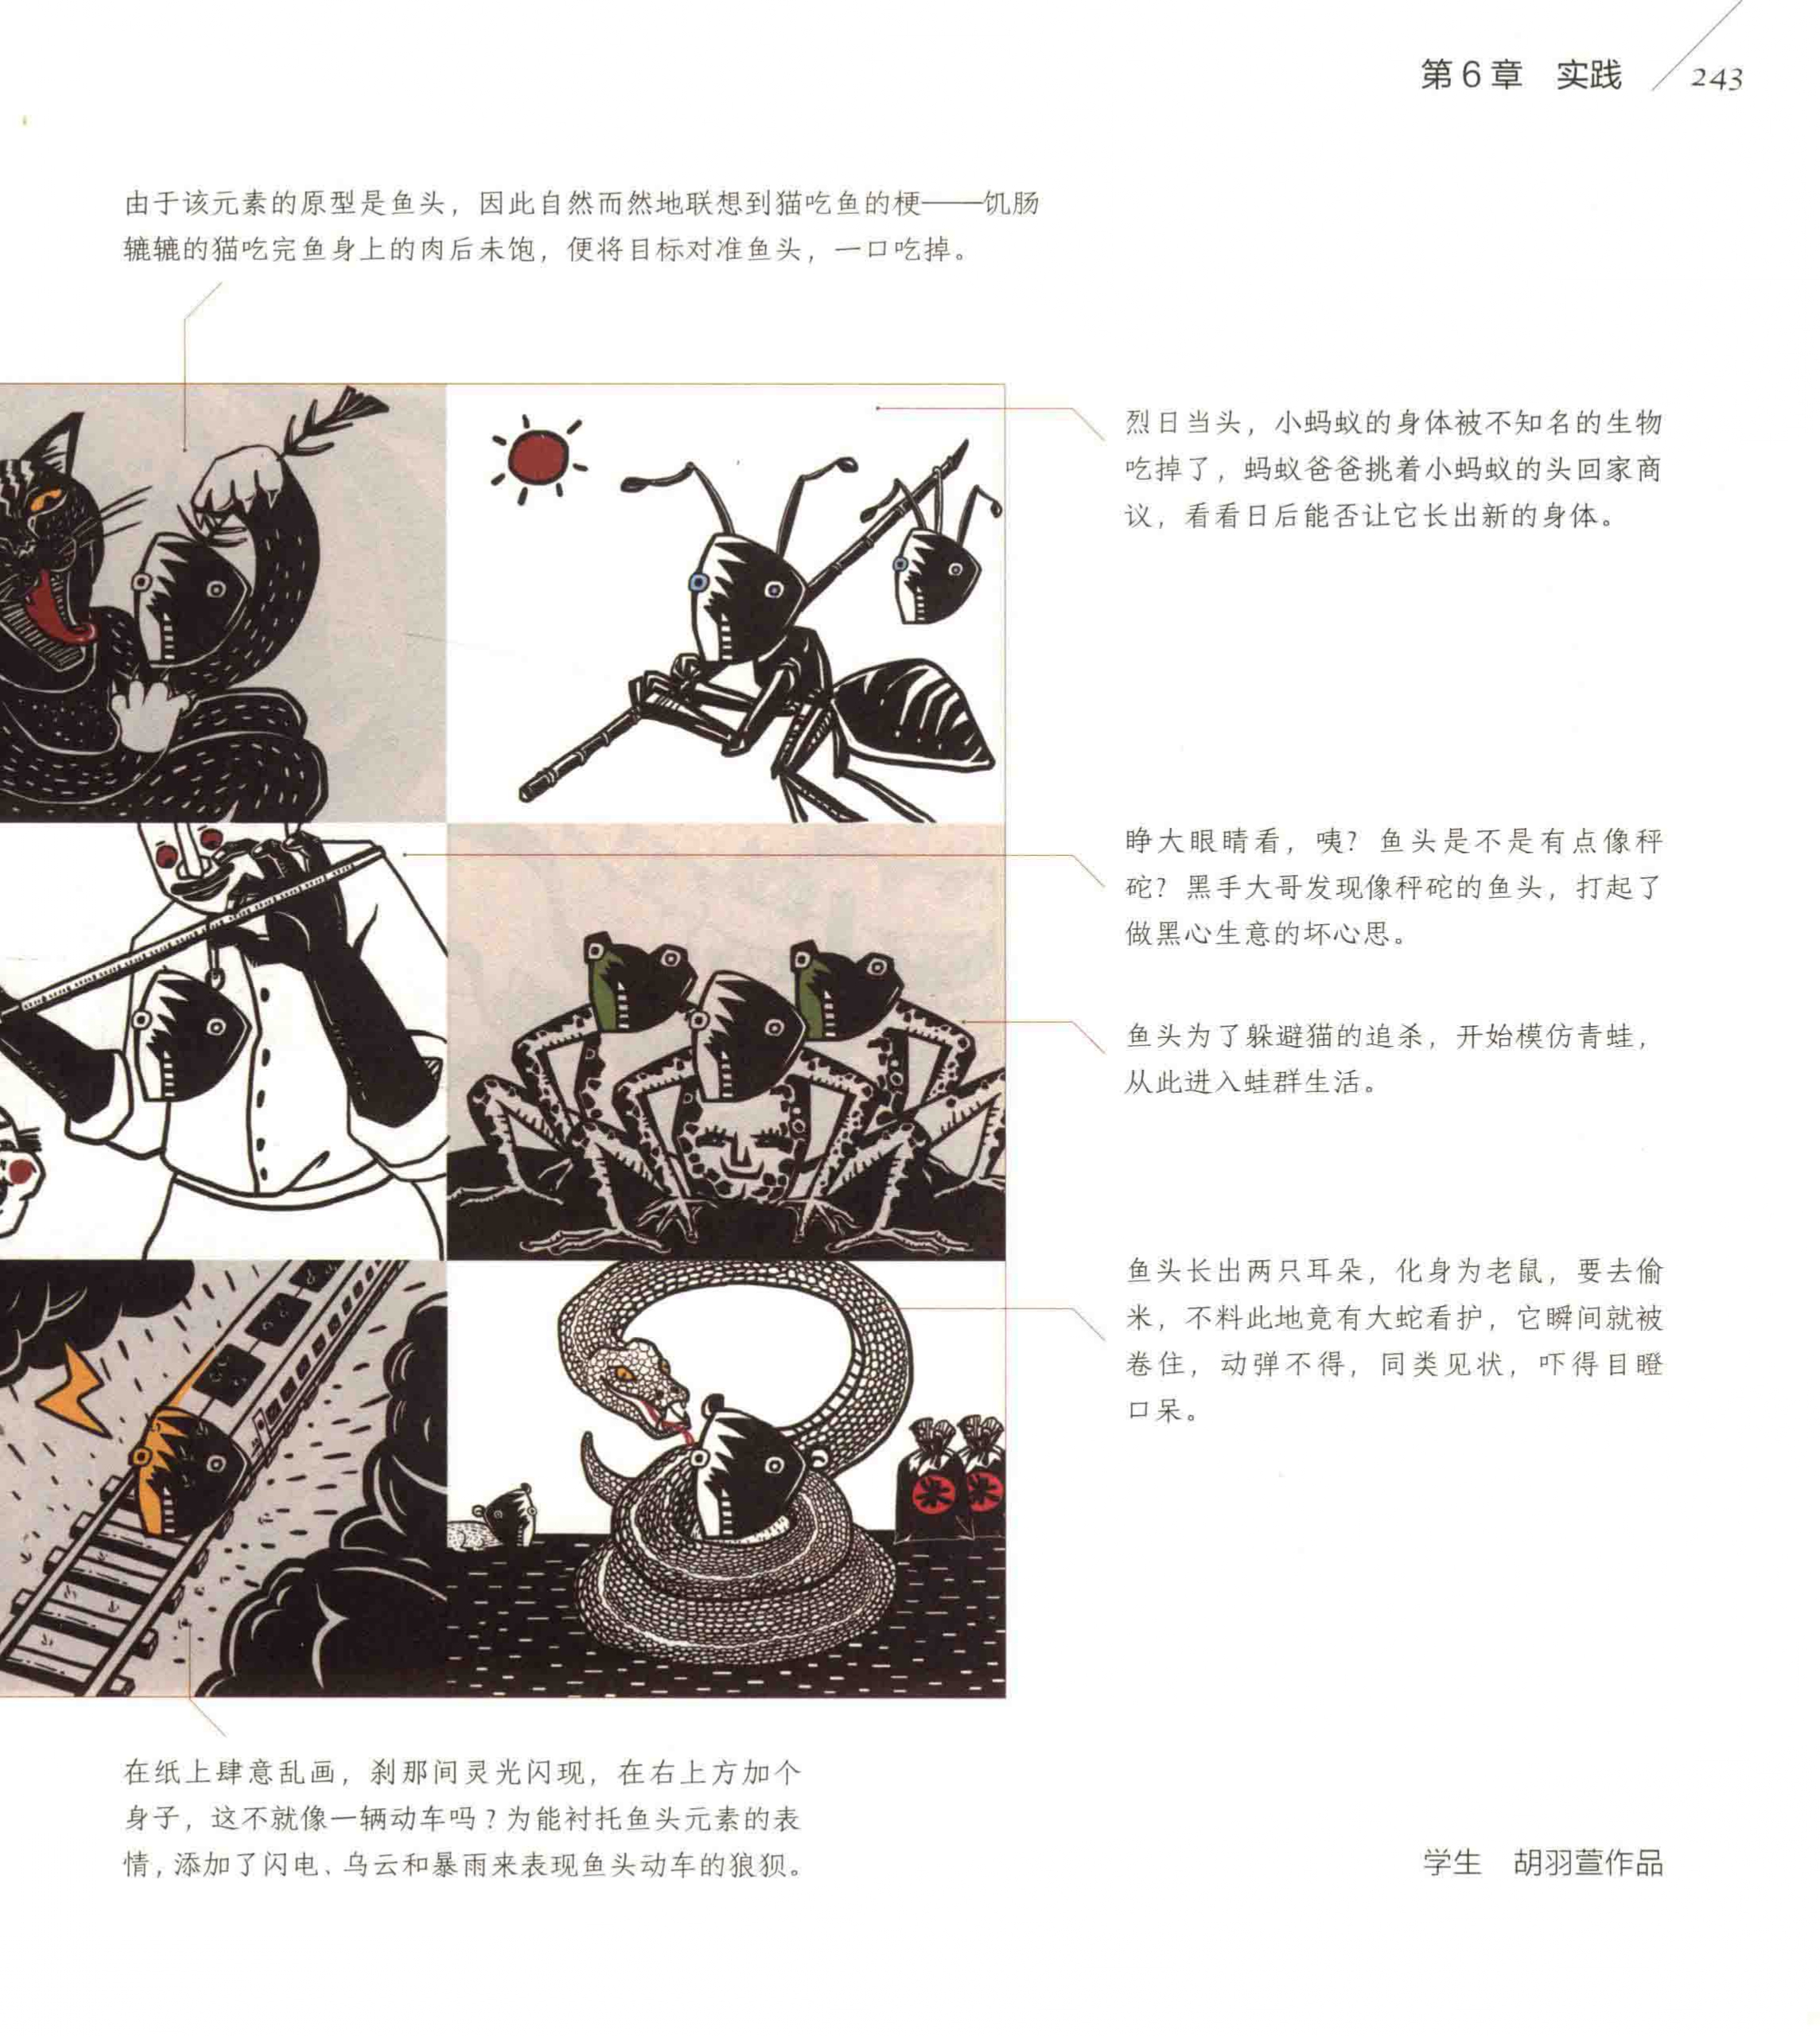 第6章 实践 243
由于该元素的原型是鱼头，因此自然而然地联想到猫吃鱼的梗——饥肠
辘辘的猫吃完鱼身上的肉后未饱，便将目标对准鱼头，一口吃掉。
烈日当头，小蚂蚁的身体被不知名的生物
吃掉了，蚂蚁爸爸挑着小蚂蚁的头回家商
议，看看日后能否让它长出新的身体。
睁大眼睛看，咦？鱼头是不是有点像秤
砣？黑手大哥发现像秤砣的鱼头，打起了
做黑心生意的坏心思。
鱼头为了躲避猫的追杀，开始模仿青蛙，
从此进入蛙群生活。
鱼头长出两只耳朵，化身为老鼠，要去偷
米，不料此地竟有大蛇看护，它瞬间就被
卷住，动弹不得，同类见状，吓得目瞪
口呆。
米 米
在纸上肆意乱画，刹那间灵光闪现，在右上方加个
身子，这不就像一辆动车吗？为能衬托鱼头元素的表
情，添加了闪电、乌云和暴雨来表现鱼头动车的狼狈。
学生 胡羽萱作品